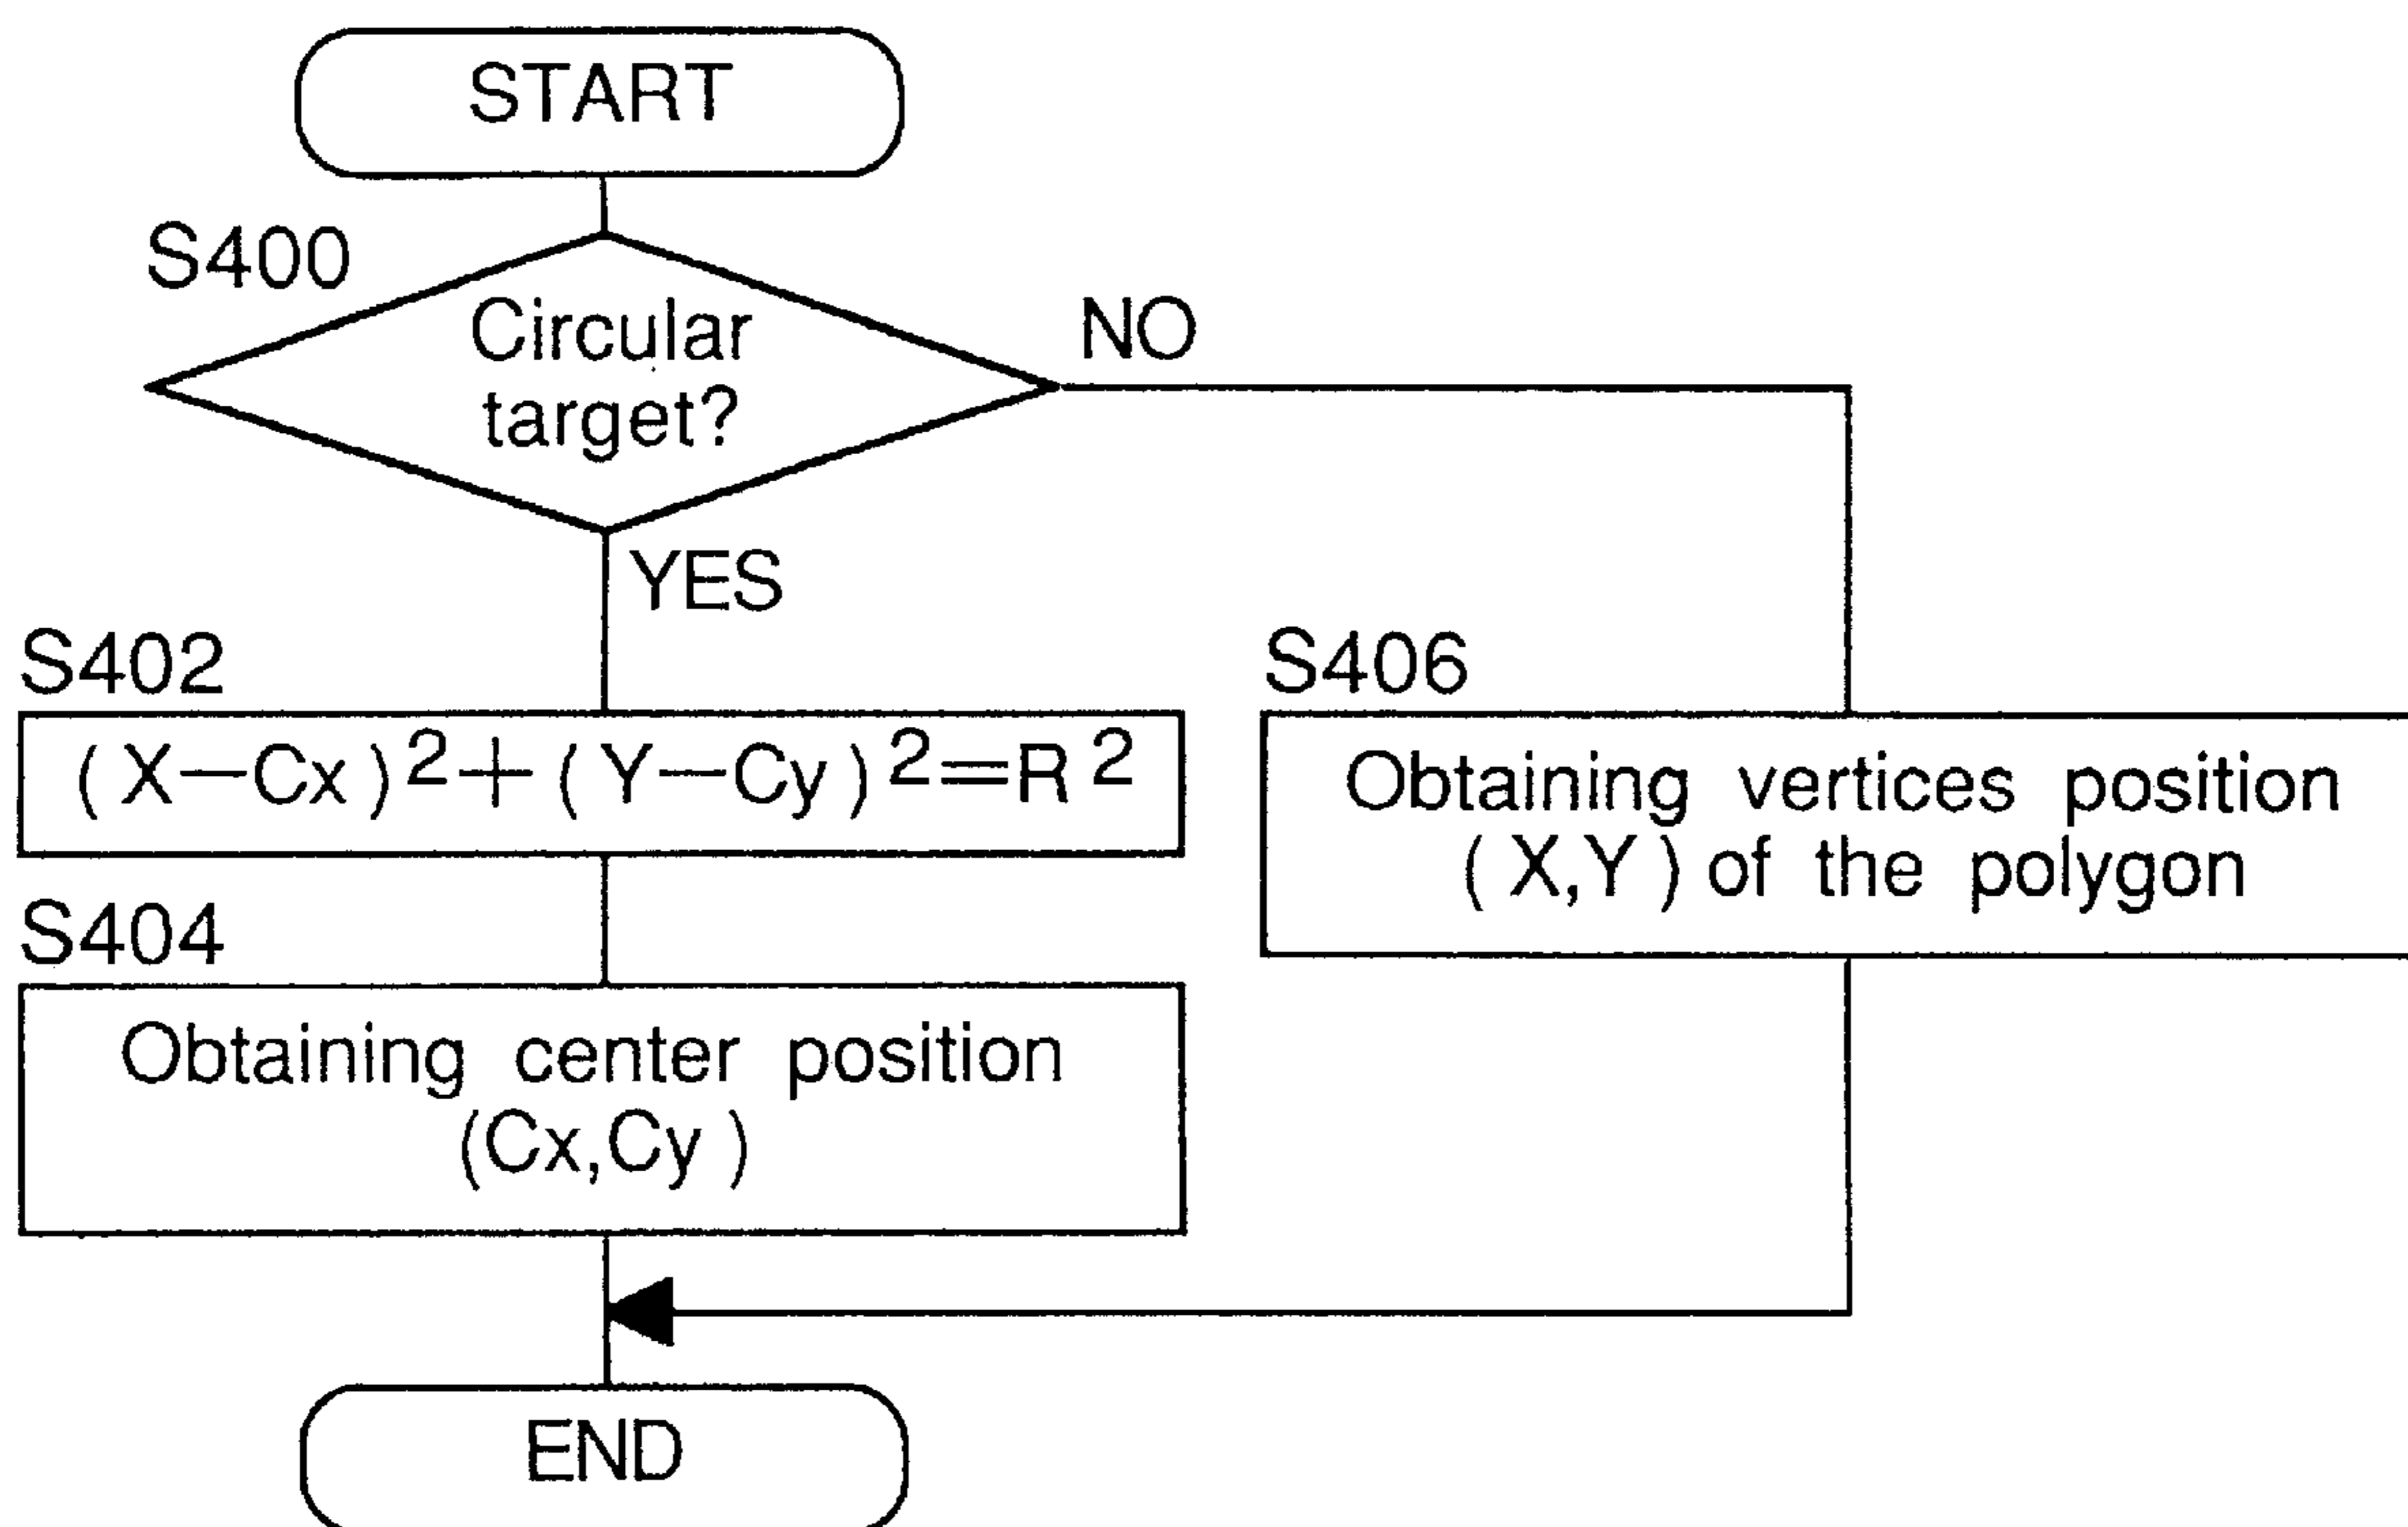 START
S400
Circular
target?
NO
YES
S402
(X−Cx)²+(Y−Cy)²=R²
S404
Obtaining center position
(Cx,Cy)
S406
Obtaining vertices position
(X,Y) of the polygon
END